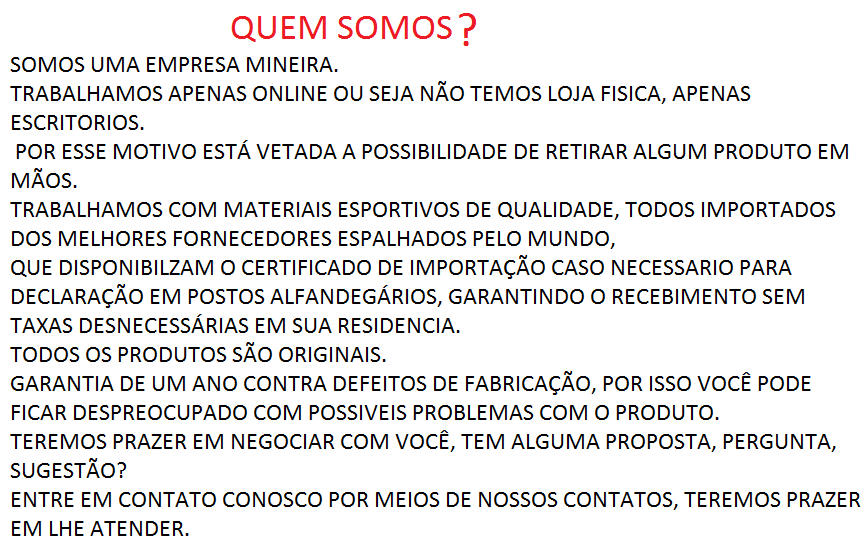 QUEM SOMOS?
SOMOS UMA EMPRESA MINEIRA.
TRABALHAMOS APENAS ONLINE OU SEJA NÃO TEMOS LOJA FISICA, APENAS
ESCRITORIOS.
POR ESSE MOTIVO ESTÁ VETADA A POSSIBILIDADE DE RETIRAR ALGUM PRODUTO EM
MÃOS.
TRABALHAMOS COM MATERIAIS ESPORTIVOS DE QUALIDADE, TODOS IMPORTADOS
DOS MELHORES FORNECEDORES ESPALHADOS PELO MUNDO,
QUE DISPONIBILZAM O CERTIFICADO DE IMPORTAÇÃO CASO NECESSARIO PARA
DECLARAÇÃO EM POSTOS ALFANDEGÁRIOS, GARANTINDO O RECEBIMENTO SEM
TAXAS DESNECESSÁRIAS EM SUA RESIDENCIA.
TODOS OS PRODUTOS SÃO ORIGINAIS.
GARANTIA DE UM ANO CONTRA DEFEITOS DE FABRICAÇÃO, POR ISSO VOCÊ PODE
FICAR DESPREOCUPADO COM POSSIVEIS PROBLEMAS COM O PRODUTO.
TEREMOS PRAZER EM NEGOCIAR COM VOCÊ, TEM ALGUMA PROPOSTA, PERGUNTA,
SUGESTÃO?
ENTRE EM CONTATO CONOSCO POR MEIOS DE NOSSOS CONTATOS, TEREMOS PRAZER
EM LHE ATENDER.